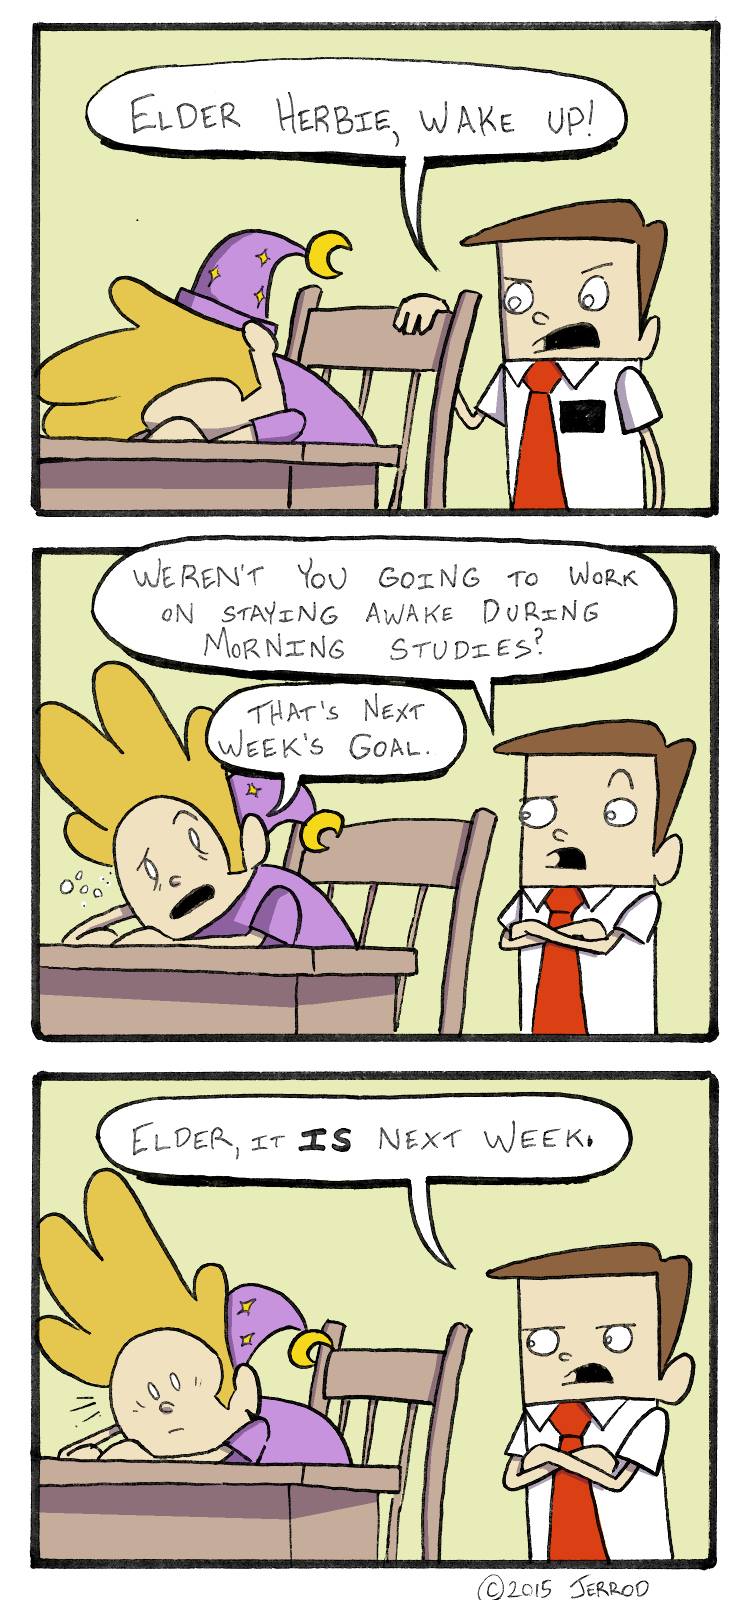 ELDER HERBIE, WAKE UP!
WEREN'T YOU GOING TO WORK
ON STAYING AWAKE DURING
MORNING STUDIES?
THAT'S NEXT
WEEK'S GOAL.
ELDER, IT IS NEXT WEEK.
©2015 JERROD